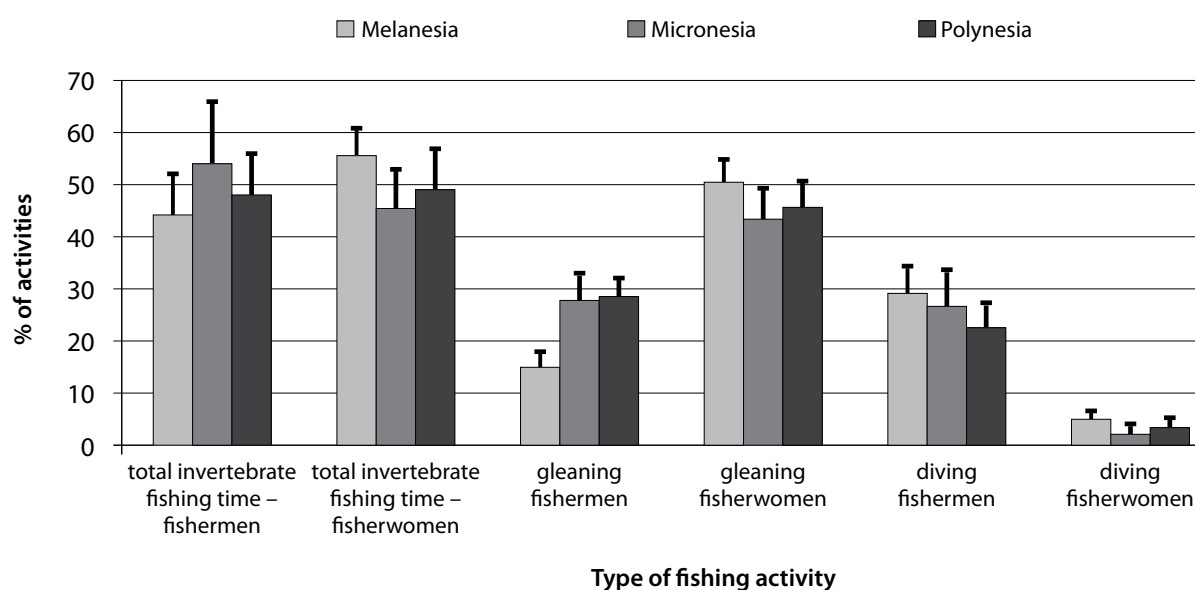 Melanesia Micronesia Polynesia
70
60
50
40
30
20
10
0
% of activities
total invertebrate fishing time – fishermen
total invertebrate fishing time – fisherwomen
gleaning fishermen
gleaning fisherwomen
diving fishermen
diving fisherwomen
Type of fishing activity